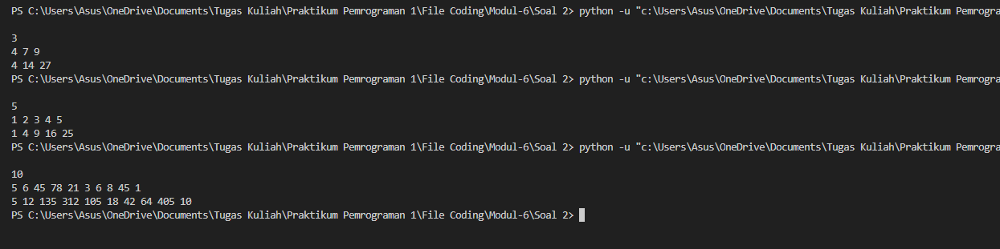 PS C:\Users\Asus\OneDrive\Documents\Tugas Kuliah\Praktikum Pemrograman 1\File Coding\Modul-6\Soal 2> python -u "c:\Users\Asus\OneDrive\Documents\Tugas Kuliah\Praktikum Pemrogra
3
4 7 9
4 14 27
PS C:\Users\Asus\OneDrive\Documents\Tugas Kuliah\Praktikum Pemrograman 1\File Coding\Modul-6\Soal 2> python -u "c:\Users\Asus\OneDrive\Documents\Tugas Kuliah\Praktikum Pemrogra
5
1 2 3 4 5
1 4 9 16 25
PS C:\Users\Asus\OneDrive\Documents\Tugas Kuliah\Praktikum Pemrograman 1\File Coding\Modul-6\Soal 2> python -u "c:\Users\Asus\OneDrive\Documents\Tugas Kuliah\Praktikum Pemrogra
10
5 6 45 78 21 3 6 8 45 1
5 12 135 312 105 18 42 64 405 10
PS C:\Users\Asus\OneDrive\Documents\Tugas Kuliah\Praktikum Pemrograman 1\File Coding\Modul-6\Soal 2>